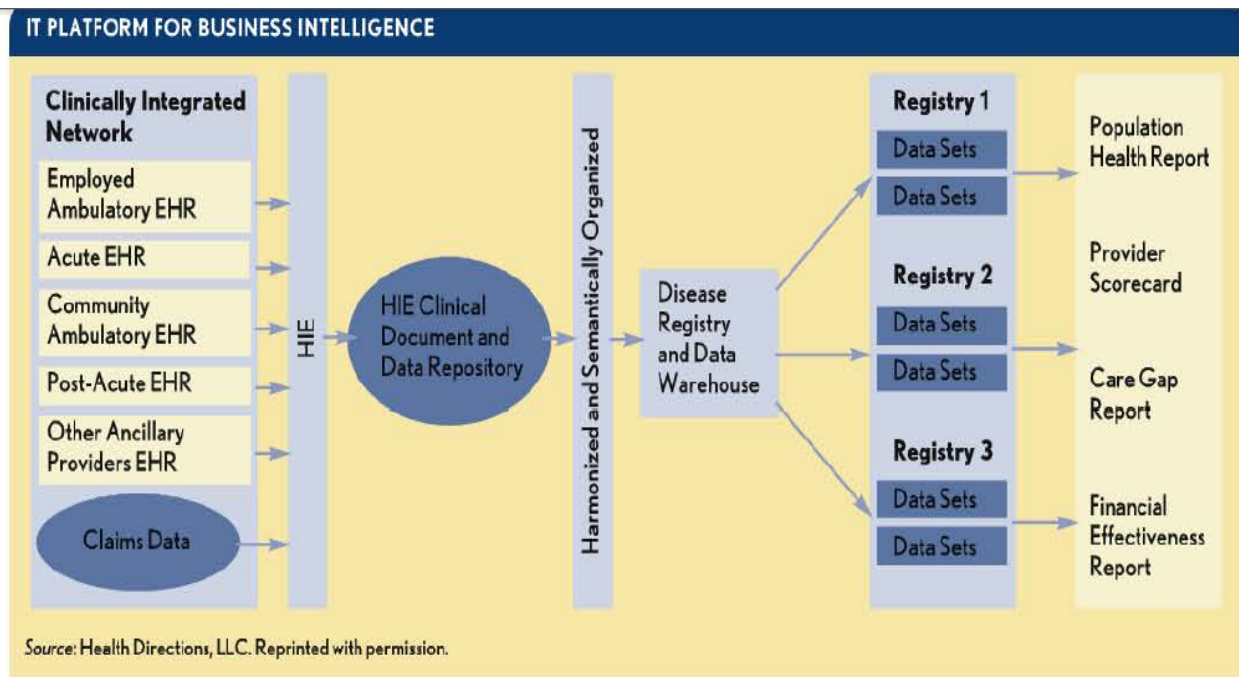 IT PLATFORM FOR BUSINESS INTELLIGENCE
Clinically Integrated
Network
Employed
Ambulatory EHR
Acute EHR
Community
Ambulatory EHR
Post-Acute EHR
Other Ancillary
Providers EHR
Claims Data
HIE
HIE Clinical
Document and
Data Repository
Harmonized and Semantically Organized
Disease
Registry
and Data
Warehouse
Registry 1
Data Sets
Data Sets
Registry 2
Data Sets
Data Sets
Registry 3
Data Sets
Data Sets
Population
Health Report
Provider
Scorecard
Care Gap
Report
Financial
Effectiveness
Report
Source: Health Directions, LLC. Reprinted with permission.